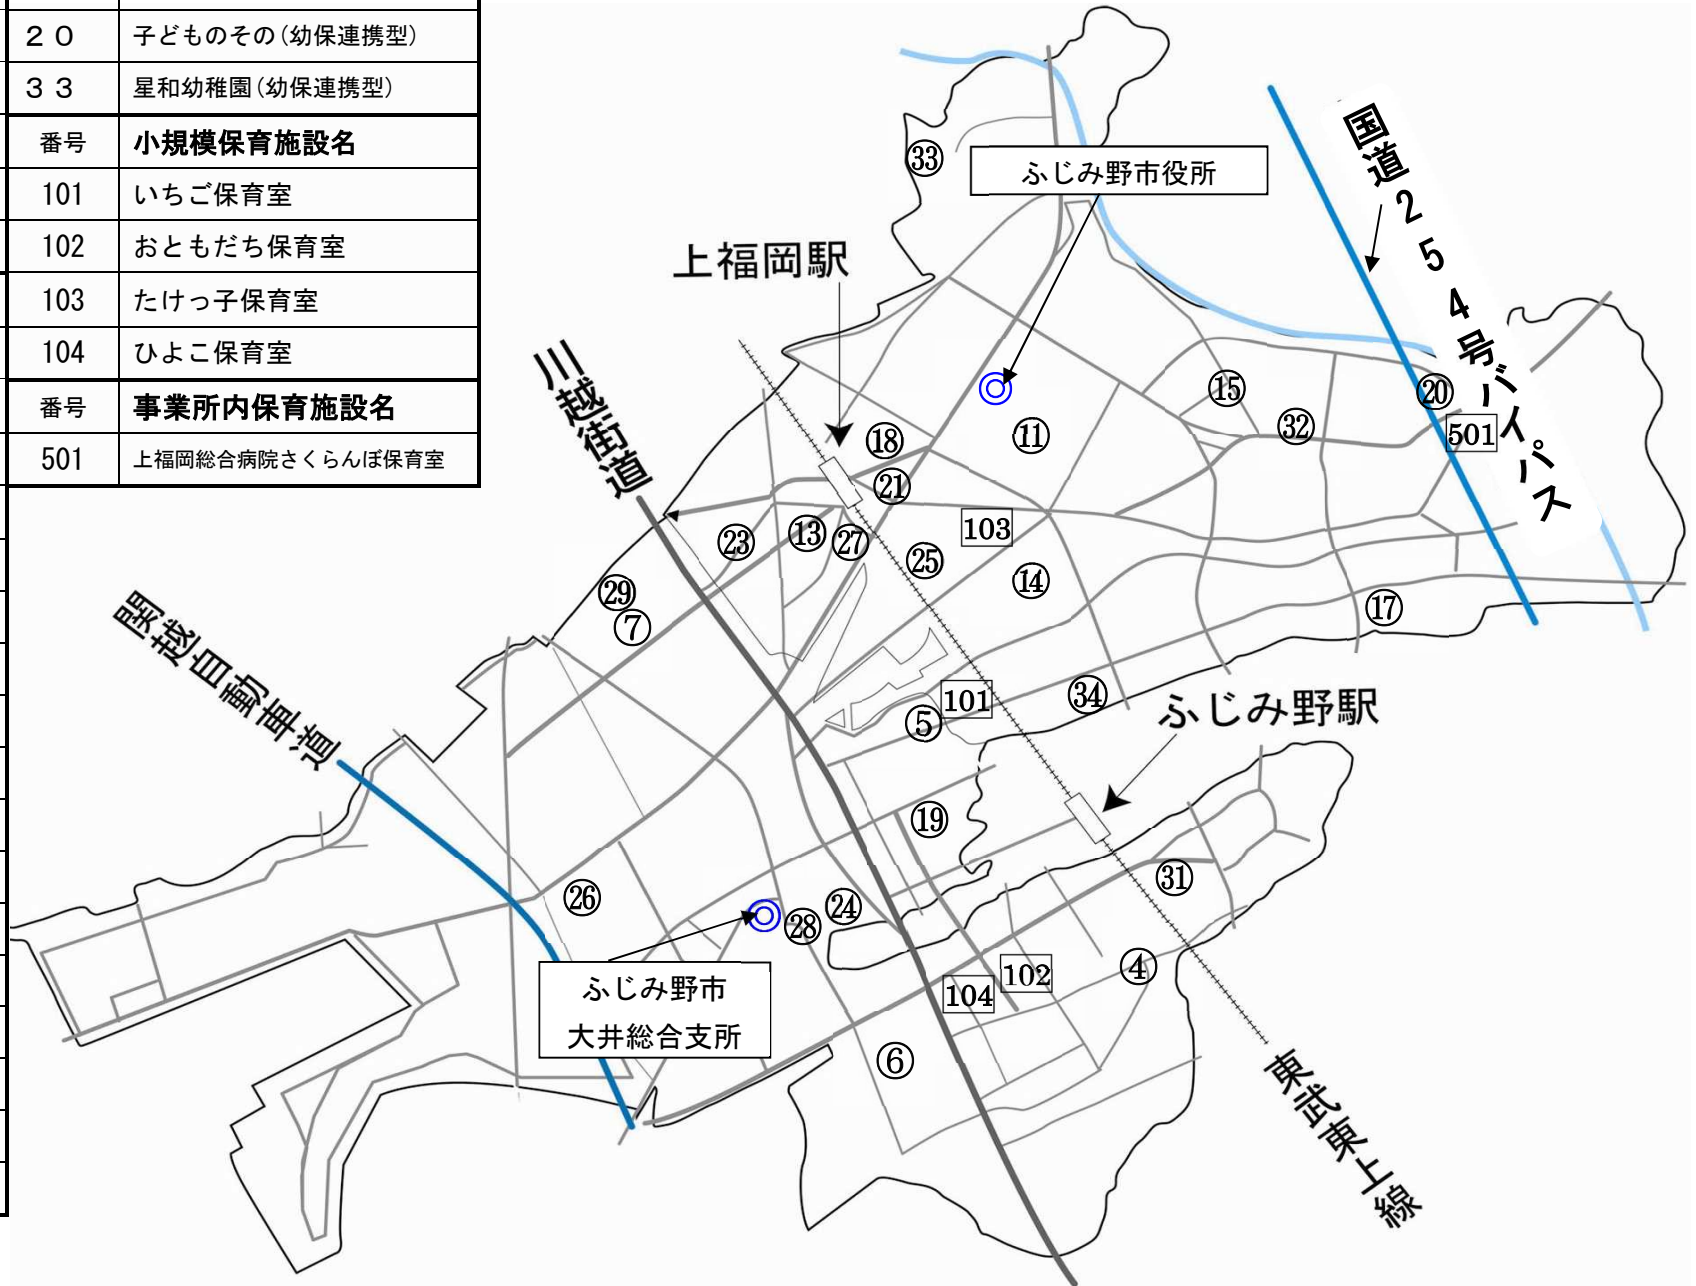 ２０ 子どものその(幼保連携型)
３３ 星和幼稚園(幼保連携型)
番号 小規模保育施設名
101 いちご保育室
102 おともだち保育室
103 たけっ子保育室
104 ひよこ保育室
番号 事業所内保育施設名
501 上福岡総合病院さくらんぼ保育室
㉝
ふじみ野市役所
国道２５４号バイパス
上福岡駅
川越街道
⑮
⑳
⑱
⑪
㉜
501
㉑
103
㉓
⑬
㉗
㉕
⑭
㉙
⑦
⑰
関越自動車道
101
⑤
㉞
ふじみ野駅
⑲
㉛
㉖
㉔
㉘
④
102
104
ふじみ野市
大井総合支所
⑥
東武東上線